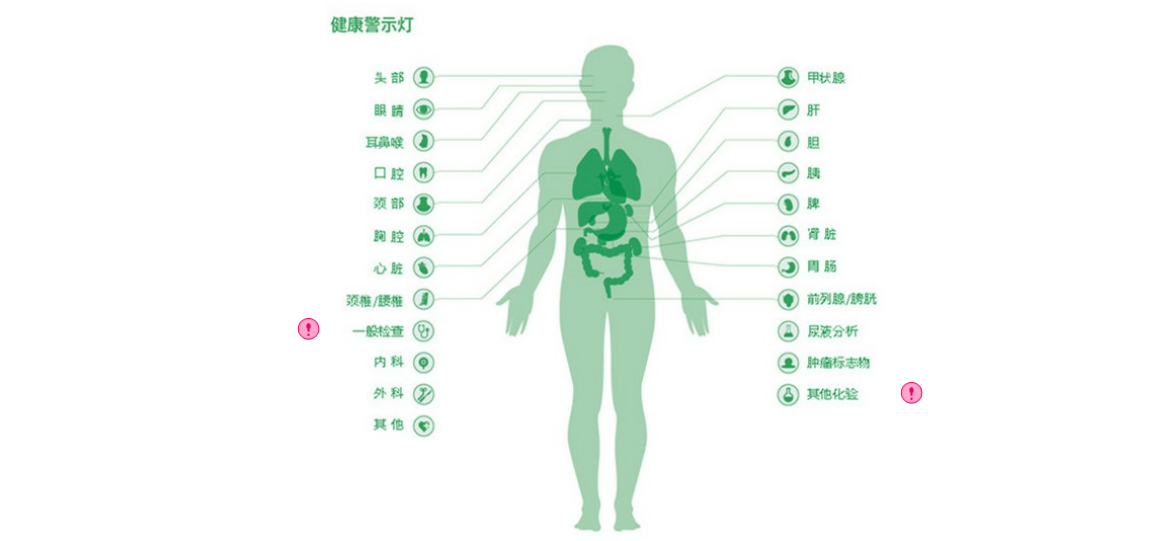 健康警示灯
头部
眼睛
耳鼻喉
口腔
颈部
胸腔
心脏
颈椎/腰椎
一般检查
内科
外科
其他
甲状腺
肝
胆
胰
脾
肾脏
胃肠
前列腺/膀胱
尿液分析
肿瘤标志物
其他化验